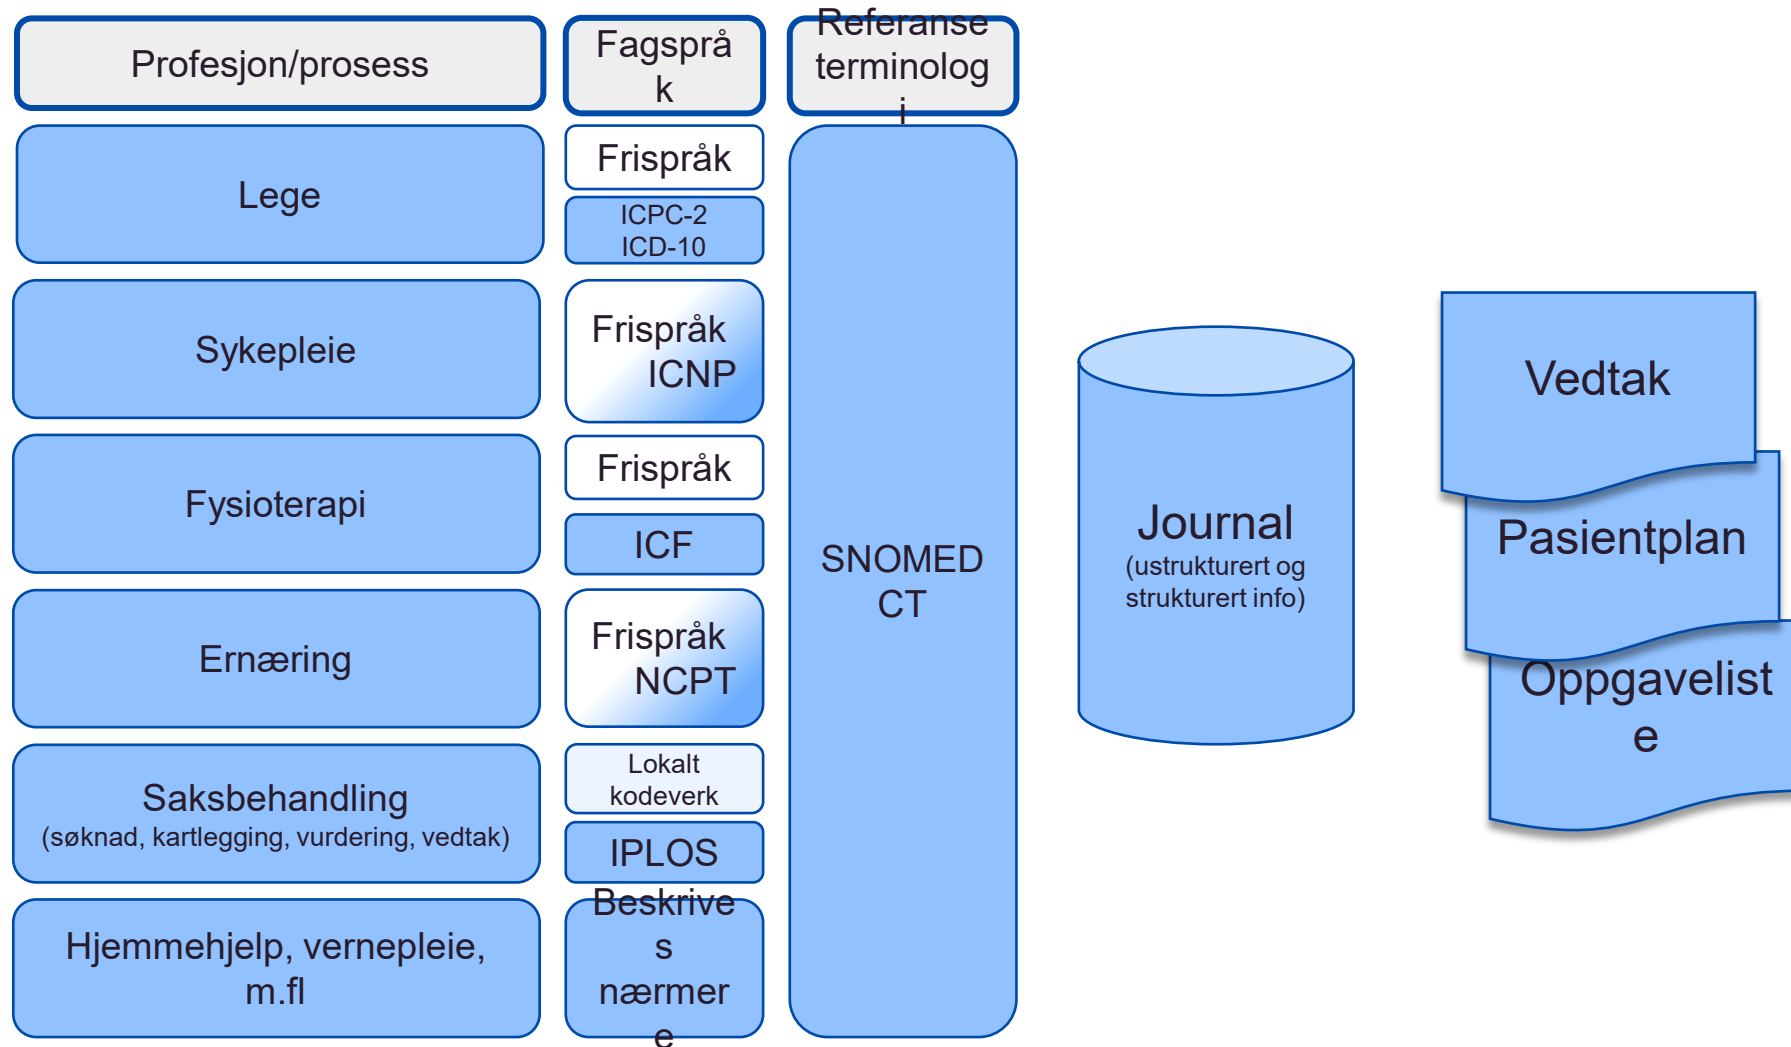 Profesjon/prosess
Fagsprå
k
Referanse
terminolog
i
Lege
Frispråk
ICPC-2
ICD-10
Sykepleie
Frispråk
ICNP
Fysioterapi
Frispråk
ICF
Ernæring
Frispråk
NCPT
Saksbehandling
(søknad, kartlegging, vurdering, vedtak)
Lokalt
kodeverk
IPLOS
Hjemmehjelp, vernepleie,
m.fl
Beskrive
s
nærmer
e
SNOMED
CT
Journal
(ustrukturert og
strukturert info)
Vedtak
Pasientplan
Oppgavelist
e